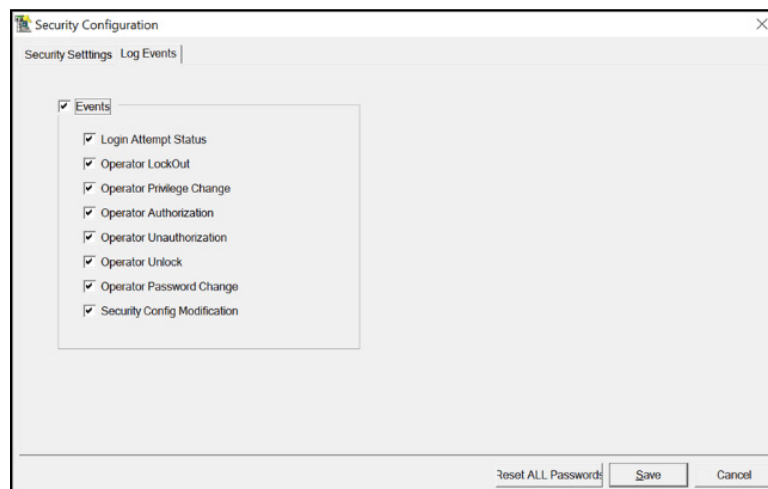 Security Configuration
Security Setttings Log Events
Events
Login Attempt Status
Operator LockOut
Operator Privilege Change
Operator Authorization
Operator Unauthorization
Operator Unlock
Operator Password Change
Security Config Modification
Reset ALL Passwords Save Cancel